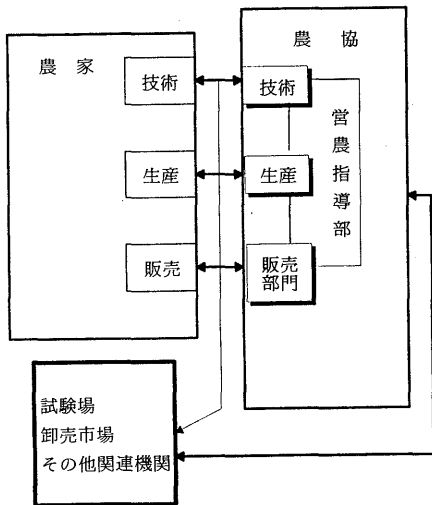 農家
技術
生産
販売
農協
技術
生産
販売
部門
営農指導部
試験場
卸売市場
その他関連機関